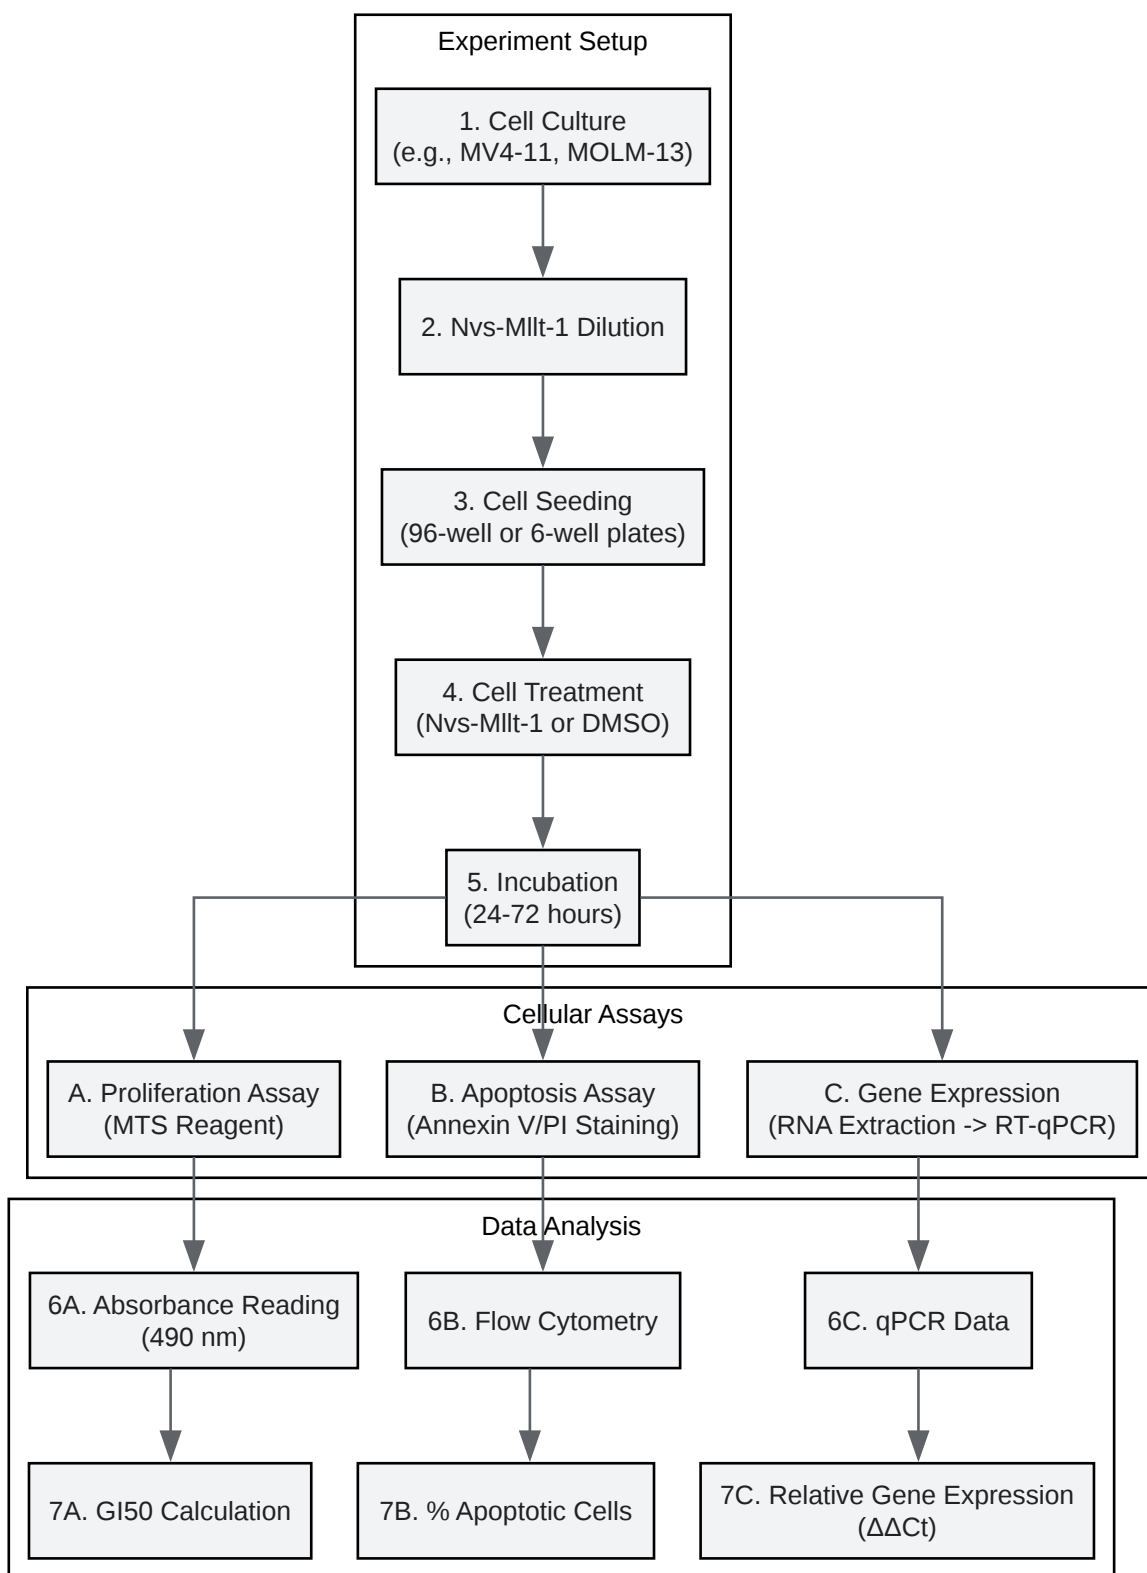 Experiment Setup
1. Cell Culture
(e.g., MV4-11, MOLM-13)
2. Nvs-Mllt-1 Dilution
3. Cell Seeding
(96-well or 6-well plates)
4. Cell Treatment
(Nvs-Mllt-1 or DMSO)
5. Incubation
(24-72 hours)
Cellular Assays
A. Proliferation Assay
(MTS Reagent)
B. Apoptosis Assay
(Annexin V/PI Staining)
C. Gene Expression
(RNA Extraction -> RT-qPCR)
Data Analysis
6A. Absorbance Reading
(490 nm)
6B. Flow Cytometry
6C. qPCR Data
7A. GI50 Calculation
7B. % Apoptotic Cells
7C. Relative Gene Expression
(ΔΔCt)